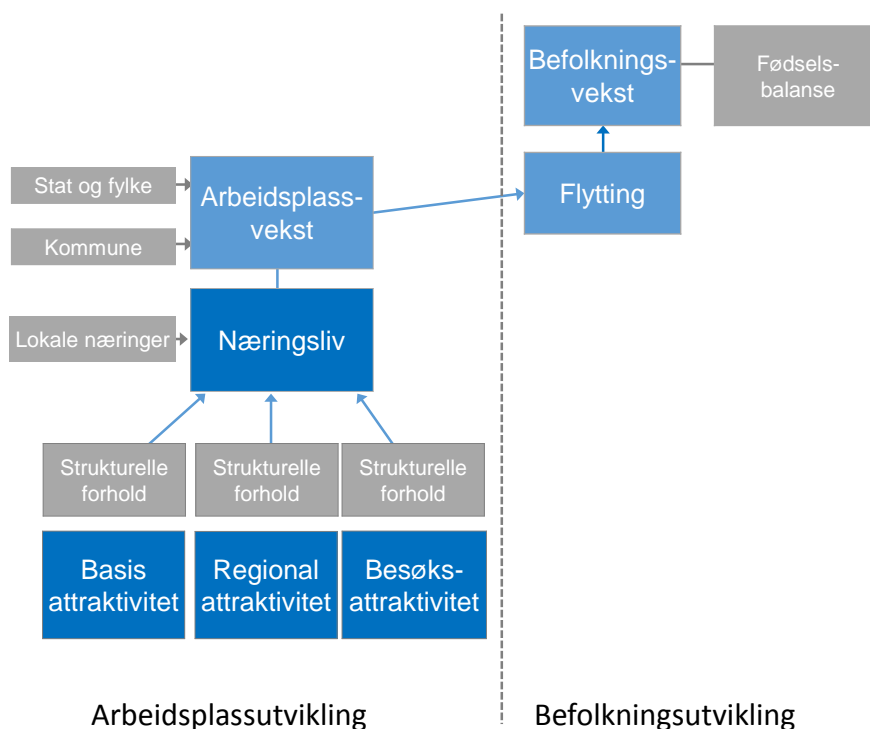 Befolknings-
vekst
Fødsels-
balanse
Stat og fylke
Arbeidsplass-
vekst
Flytting
Kommune
Lokale næringer
Næringsliv
Strukturelle
forhold
Strukturelle
forhold
Strukturelle
forhold
Basis
attraktivitet
Regional
attraktivitet
Besøks-
attraktivitet
Arbeidsplassutvikling
Befolkningsutvikling